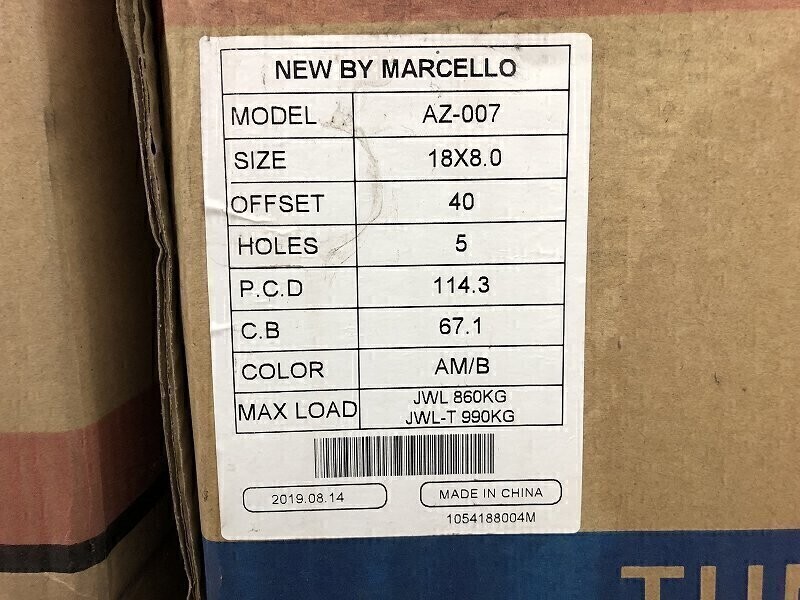 NEW BY MARCELLO
MODEL AZ-007
SIZE 18X8.0
OFFSET 40
HOLES 5
P.C.D 114.3
C.B 67.1
COLOR AM/B
MAX LOAD JWL 860KG
JWL-T 990KG
2019.08.14 MADE IN CHINA
1054188004M